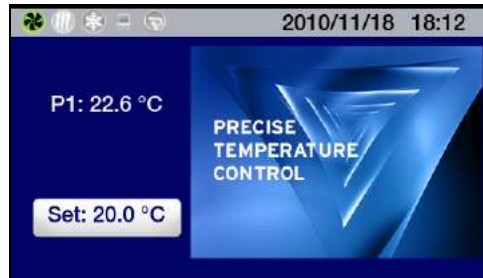 2010/11/18 18:12
P1: 22.6 °C
PRECISE
TEMPERATURE
CONTROL
Set: 20.0 °C